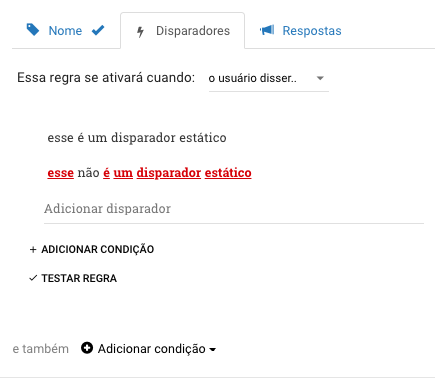 Nome Disparadores Respostas
Essa regra se ativará cuando: o usuário disser..
esse é um disparador estático
esse não é um disparador estático
Adicionar disparador
+ ADICIONAR CONDIÇÃO
TESTAR REGRA
e também Adicionar condição